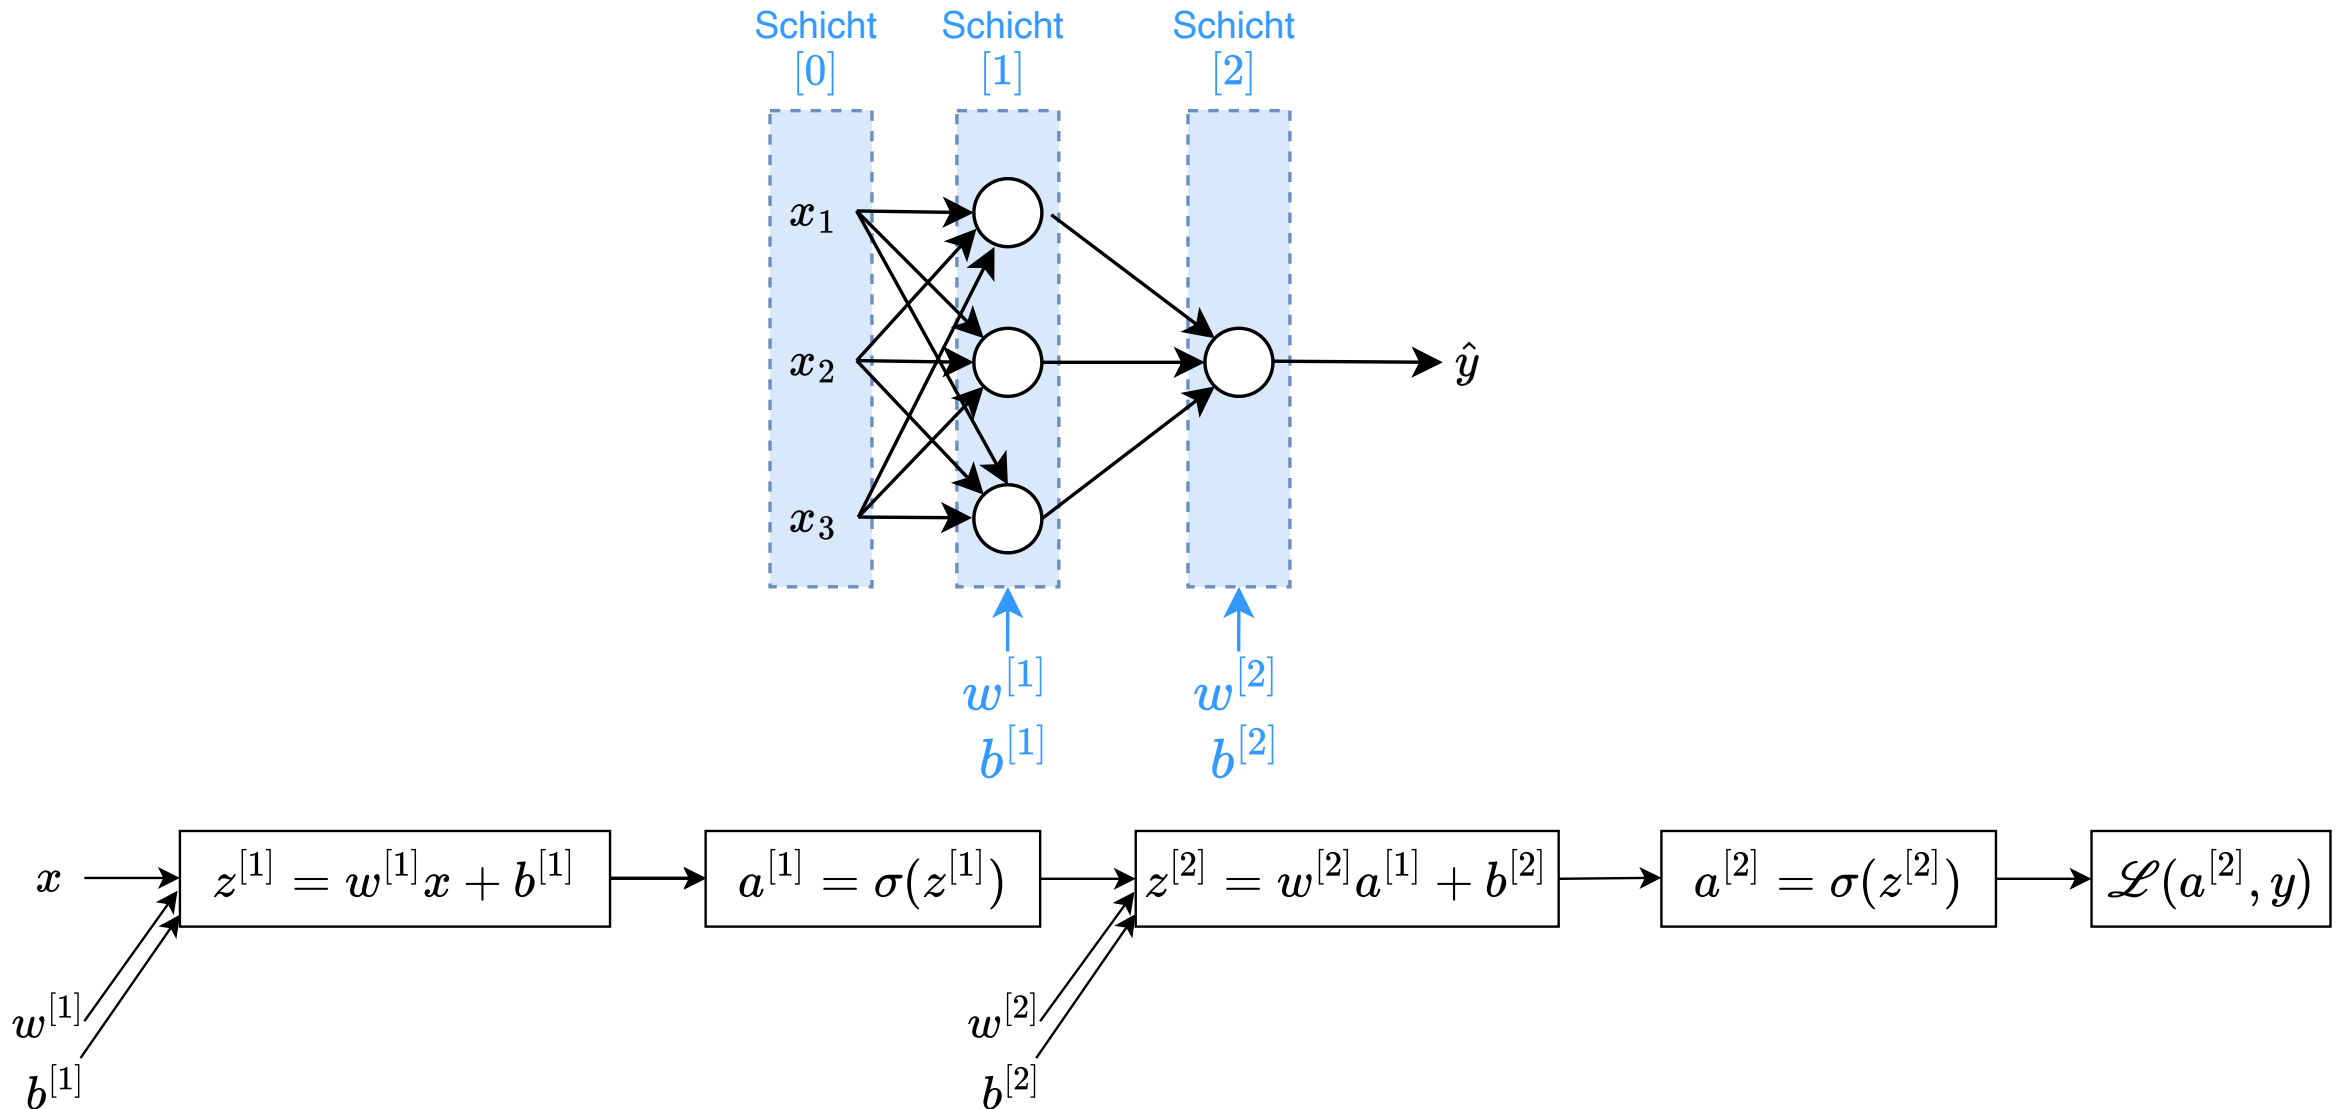 Schicht Schicht Schicht
[0] [1] [2]
x₁
x₂ ŷ
x₃
w^[1] w^[2]
b^[1] b^[2]
x z^[1] = w^[1]x + b^[1] a^[1] = σ(z^[1]) z^[2] = w^[2]a^[1] + b^[2] a^[2] = σ(z^[2]) ℒ(a^[2], y)
w^[1] w^[2]
b^[1] b^[2]